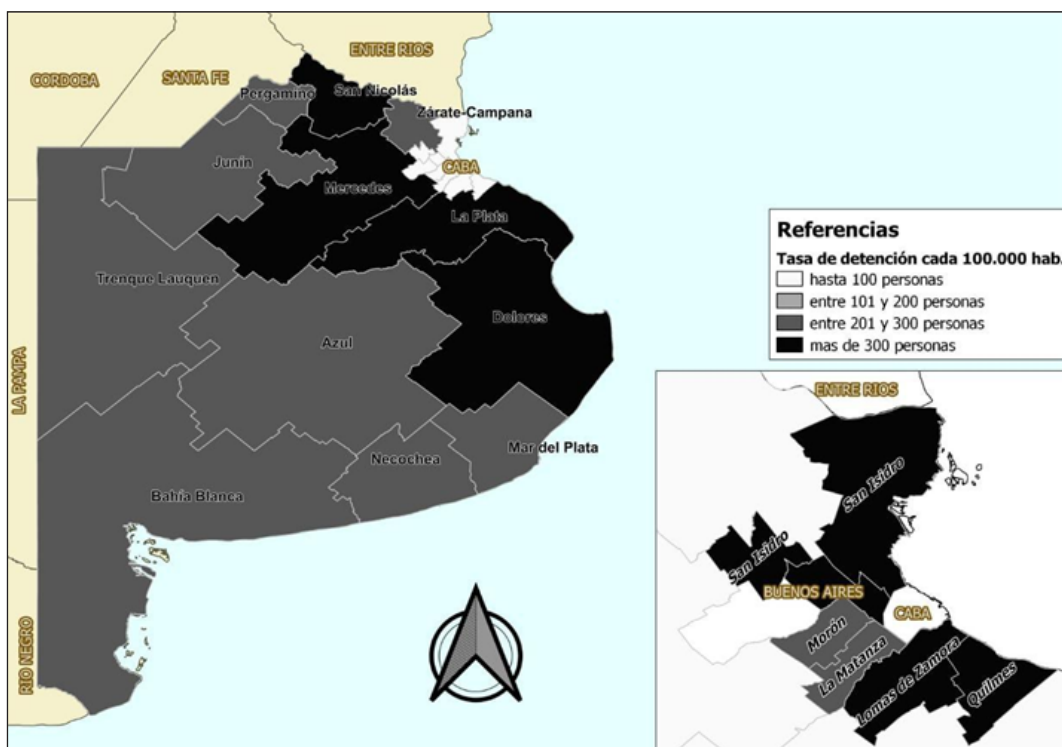 ENTRE RIOS
CORDOBA
SANTA FE
Pergamino
San Nicolás
Zárate-Campana
Junín
CABA
Mercedes
La Plata
Trenque Lauquen
Dolores
Azul
LA PAMPA
Mar del Plata
Necochea
Bahía Blanca
RIO NEGRO
Referencias
Tasa de detención cada 100.000 hab.
hasta 100 personas
entre 101 y 200 personas
entre 201 y 300 personas
mas de 300 personas
ENTRE RIOS
San Isidro
San Isidro
BUENOS AIRES
CABA
Morón
La Matanza
Lomas de Zamora
Quilmes